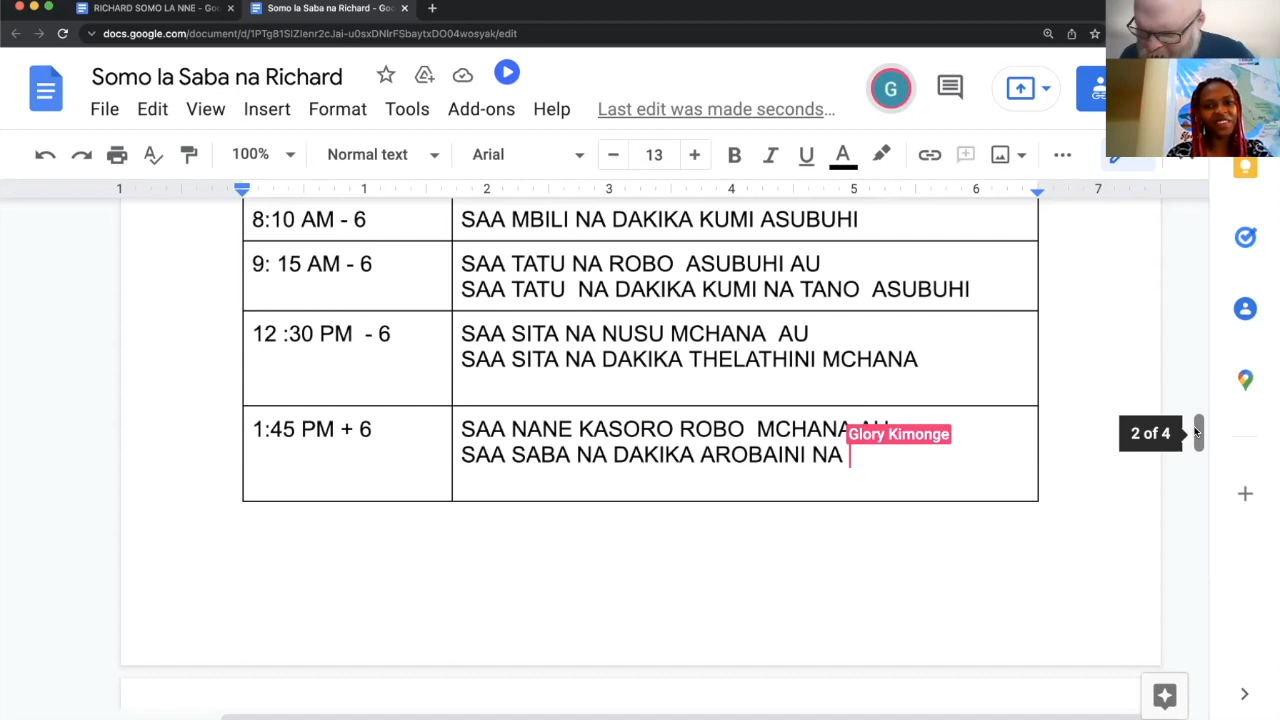 RICHARD SOMO LA NNE - Goo
Somo la Saba na Richard - Goo
docs.google.com/document/d/
Somo la Saba na Richard
File Edit View Insert Format Tools Add-ons Help Last edit was made seconds…
G
100% Normal text Arial 13 B I U A
1 1 2 3 4 5 6 7
8:10 AM - 6
SAA MBILI NA DAKIKA KUMI ASUBUHI
9: 15 AM - 6
SAA TATU NA ROBO ASUBUHI AU
SAA TATU NA DAKIKA KUMI NA TANO ASUBUHI
12 :30 PM - 6
SAA SITA NA NUSU MCHANA AU
SAA SITA NA DAKIKA THELATHINI MCHANA
1:45 PM + 6
SAA NANE KASORO ROBO MCHANA AU
Glory Kimonge
SAA SABA NA DAKIKA AROBAINI NA
2 of 4